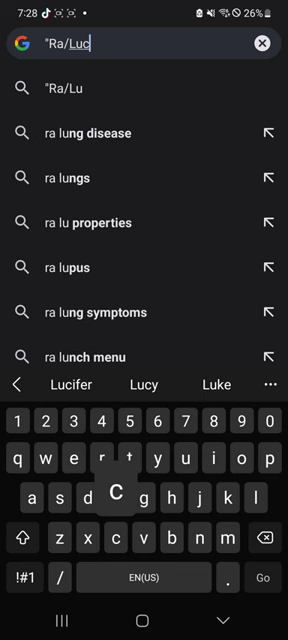 7:28 26%
"Ra/Luc
"Ra/Lu
ra lung disease
ra lungs
ra lu properties
ra lupus
ra lung symptoms
ra lunch menu
Lucifer Lucy Luke
1 2 3 4 5 6 7 8 9 0
q w e r t y u i o p
a s d c g h j k l
z x c v b n m
!#1 / EN(US) . Go